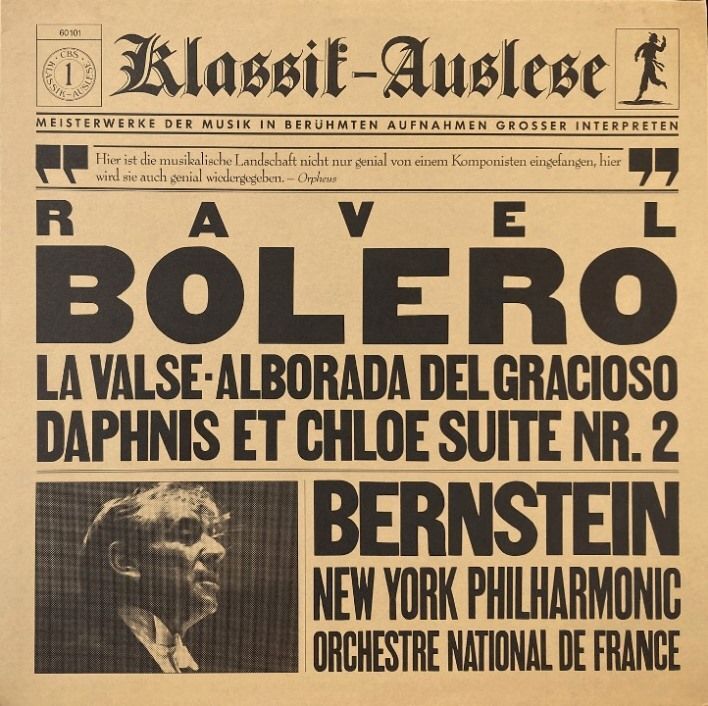 60101
CBS
1
KLASSIK-AUSLESE
Klassik-Auslese
MEISTERWERKE DER MUSIK IN BERÜHMTEN AUFNAHMEN GROSSER INTERPRETEN
"Hier ist die musikalische Landschaft nicht nur genial von einem Komponisten eingefangen, hier
wird sie auch genial wiedergegeben. – Orpheus"
RAVEL
BOLERO
LA VALSE·ALBORADA DEL GRACIOSO
DAPHNIS ET CHLOE SUITE NR. 2
BERNSTEIN
NEW YORK PHILHARMONIC
ORCHESTRE NATIONAL DE FRANCE